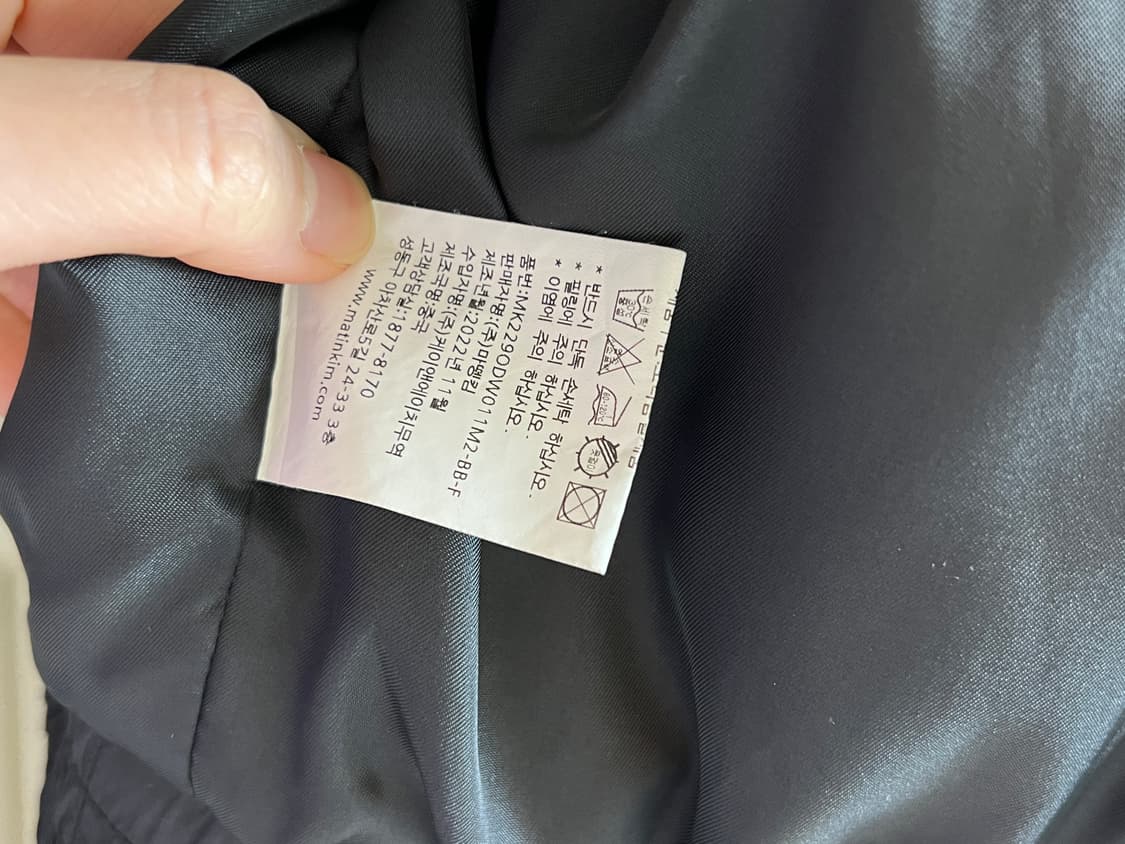 * 반드시 단독 손세탁 하십시오.
* 필링에 주의 하십시오.
* 이염에 주의 하십시오.
품번:MK2290DW011M2-BB-F
판매자명:(주)마뗑킴
제조년월:2022년 11월
수입자명:(주)케이앤에이치무역
제조국명:중국
고객상담실:1877-8170
성동구 아차산로5길 24-33 3층
www.matinkim.com